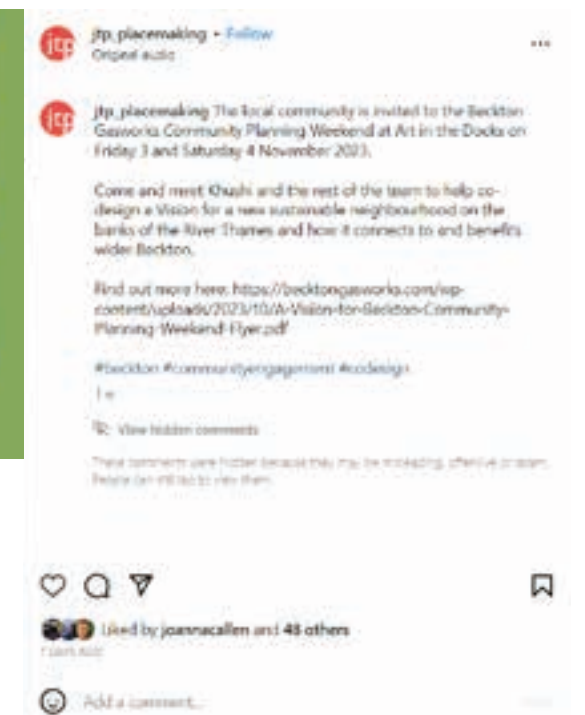 jtp
jtp_placemaking • Follow
Original audio
jtp
jtp_placemaking The local community is invited to the Beckton
Gasworks Community Planning Weekend at Art in the Docks on
Friday 3 and Saturday 4 November 2023.
Come and meet Khushi and the rest of the team to help co-
design a Vision for a new sustainable neighbourhood on the
banks of the River Thames and how it connects to and benefits
wider Beckton.
Find out more here: https://becktongasworks.com/wp-
content/uploads/2023/10/A-Vision-for-Beckton-Community-
Planning-Weekend-Flyer.pdf
#beckton #communityengagement #codesign
View hidden comments
These comments were hidden because they may be misleading, offensive or spam.
People can still tap to view them.
Liked by joannacallen and 48 others
days ago
Add a comment...